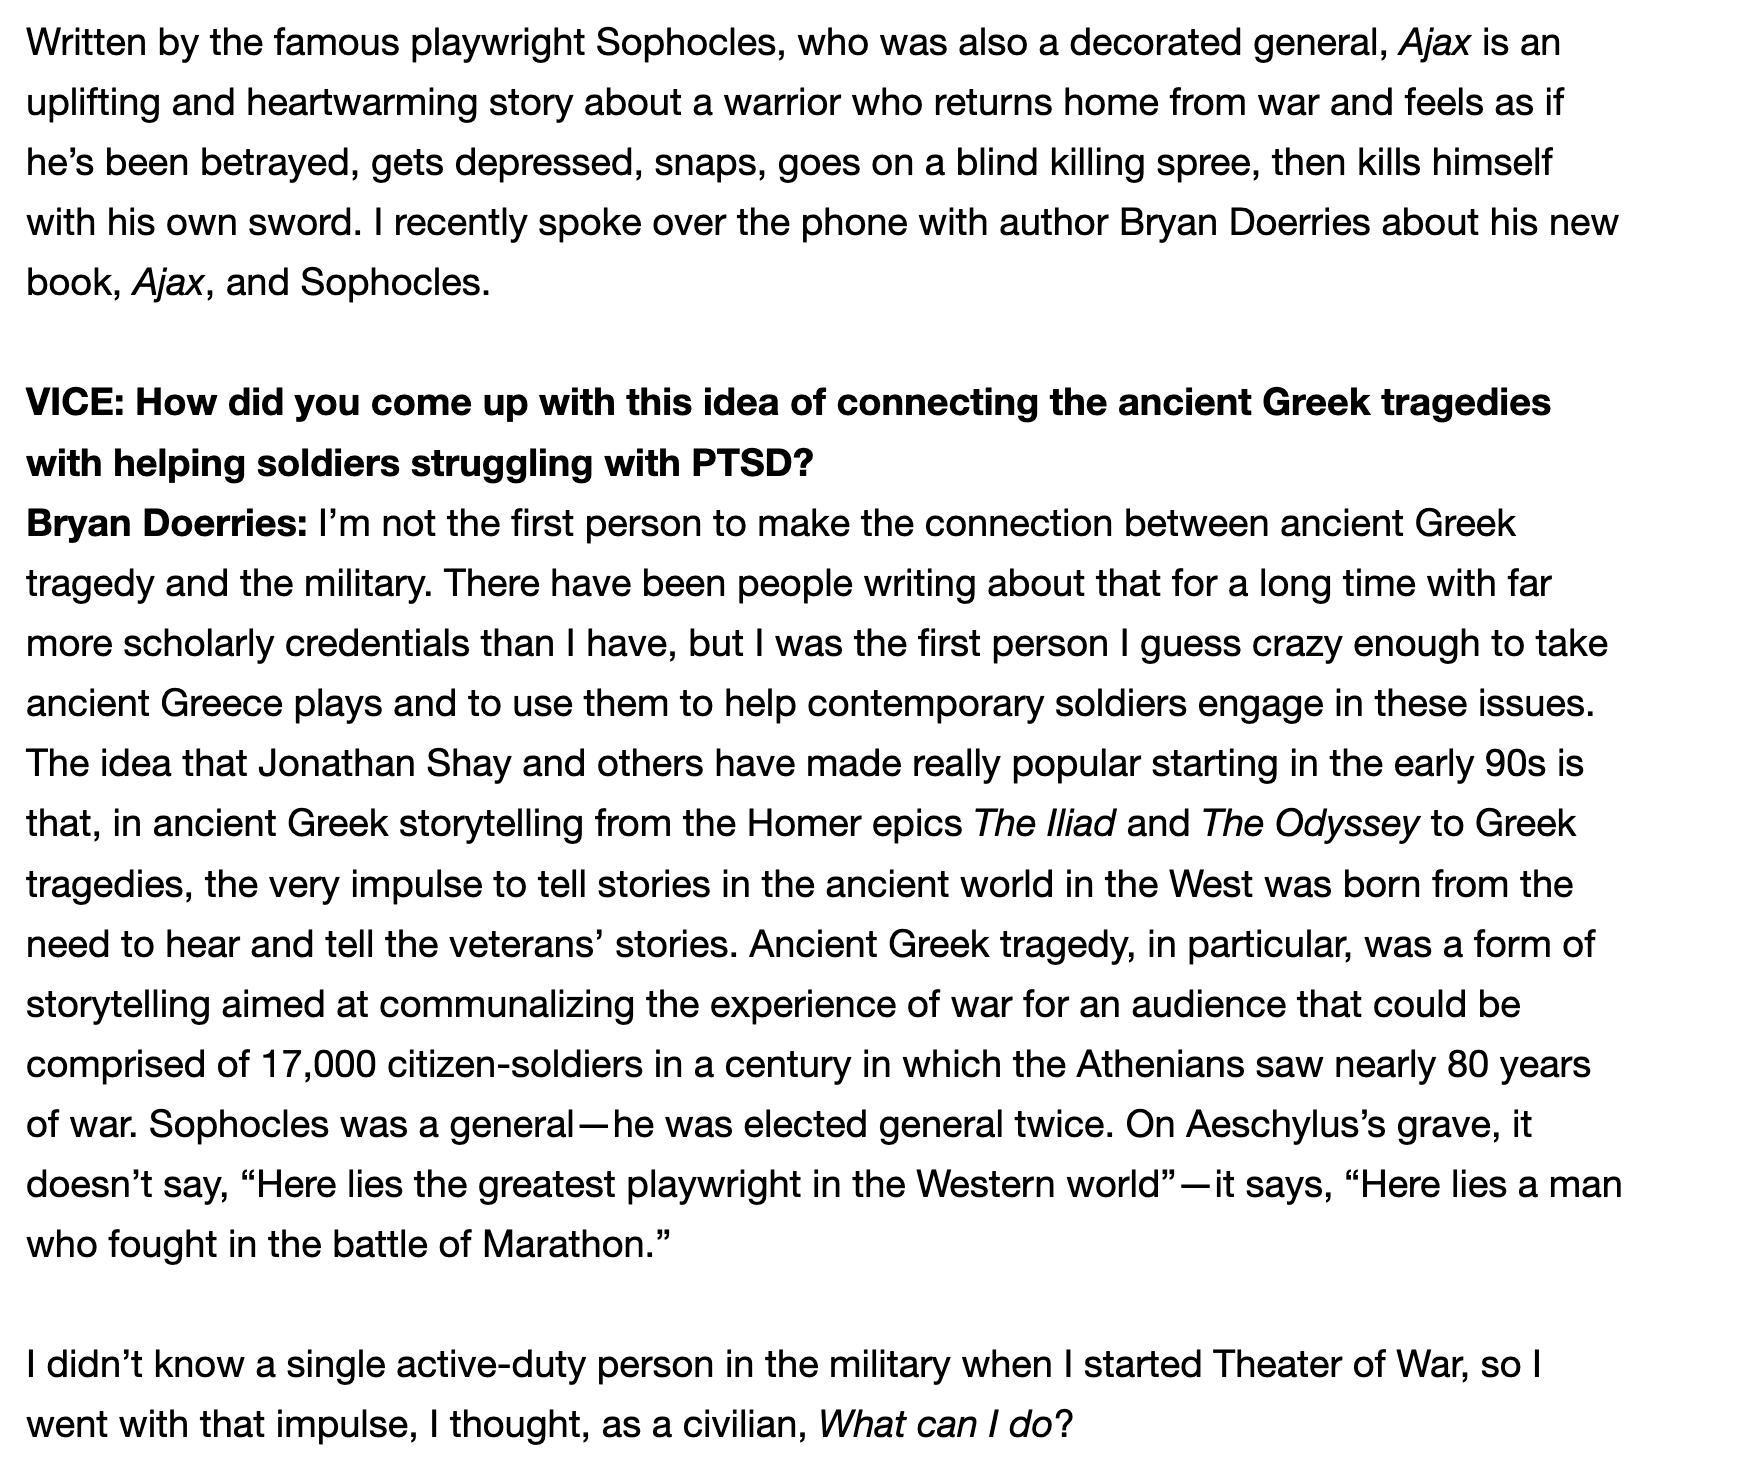 Written by the famous playwright Sophocles, who was also a decorated general, Ajax is an
uplifting and heartwarming story about a warrior who returns home from war and feels as if
he’s been betrayed, gets depressed, snaps, goes on a blind killing spree, then kills himself
with his own sword. I recently spoke over the phone with author Bryan Doerries about his new
book, Ajax, and Sophocles.
VICE: How did you come up with this idea of connecting the ancient Greek tragedies
with helping soldiers struggling with PTSD?
Bryan Doerries: I’m not the first person to make the connection between ancient Greek
tragedy and the military. There have been people writing about that for a long time with far
more scholarly credentials than I have, but I was the first person I guess crazy enough to take
ancient Greece plays and to use them to help contemporary soldiers engage in these issues.
The idea that Jonathan Shay and others have made really popular starting in the early 90s is
that, in ancient Greek storytelling from the Homer epics The Iliad and The Odyssey to Greek
tragedies, the very impulse to tell stories in the ancient world in the West was born from the
need to hear and tell the veterans’ stories. Ancient Greek tragedy, in particular, was a form of
storytelling aimed at communalizing the experience of war for an audience that could be
comprised of 17,000 citizen-soldiers in a century in which the Athenians saw nearly 80 years
of war. Sophocles was a general—he was elected general twice. On Aeschylus’s grave, it
doesn’t say, “Here lies the greatest playwright in the Western world”—it says, “Here lies a man
who fought in the battle of Marathon.”
I didn’t know a single active-duty person in the military when I started Theater of War, so I
went with that impulse, I thought, as a civilian, What can I do?